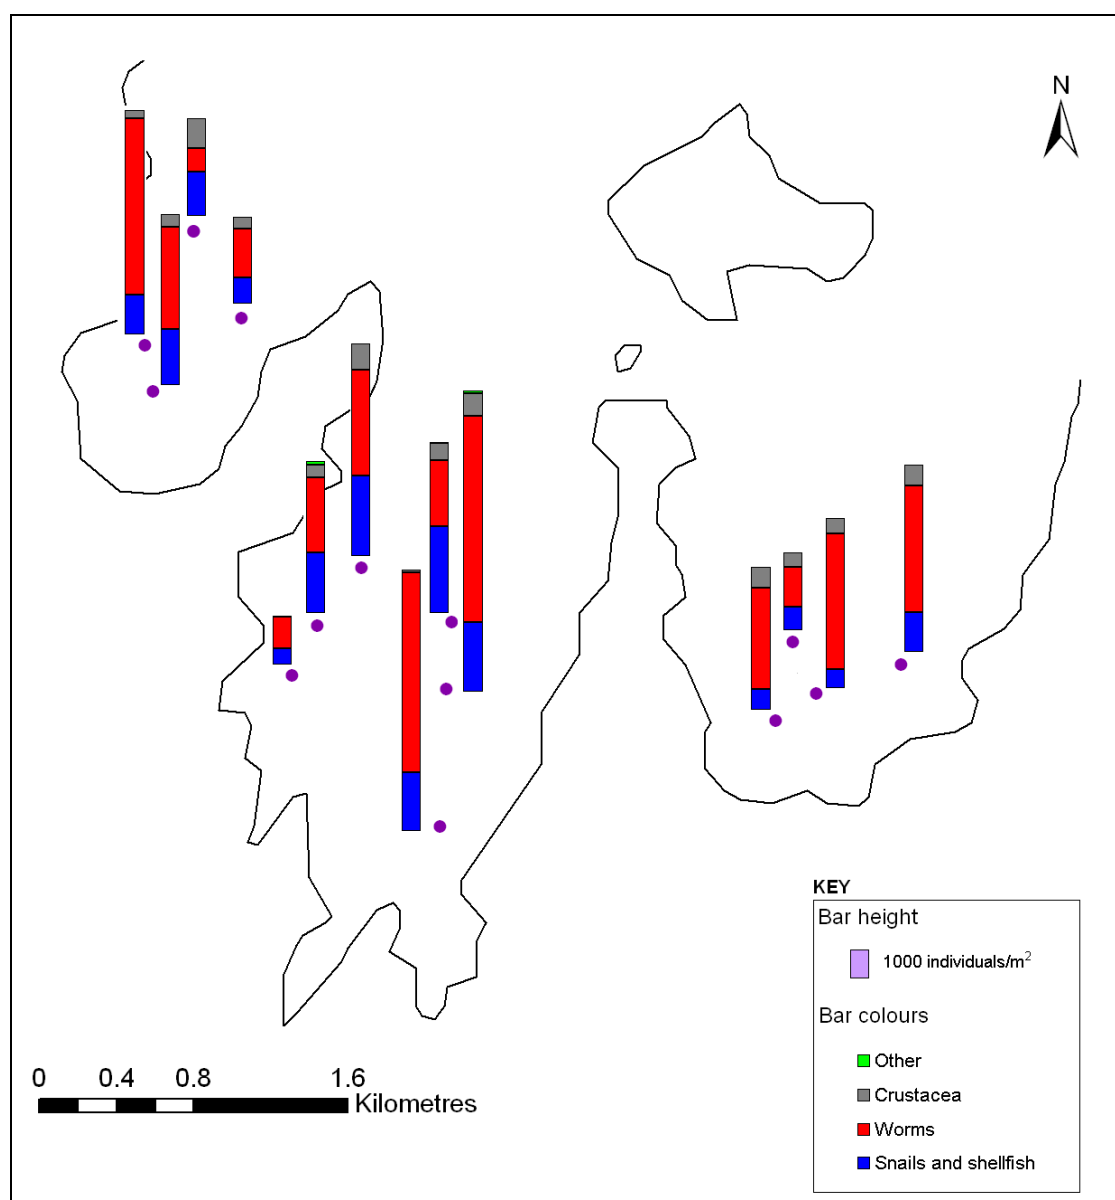 N
KEY
Bar height
1000 individuals/m²
Bar colours
Other
Crustacea
Worms
Snails and shellfish
0 0.4 0.8 1.6
Kilometres